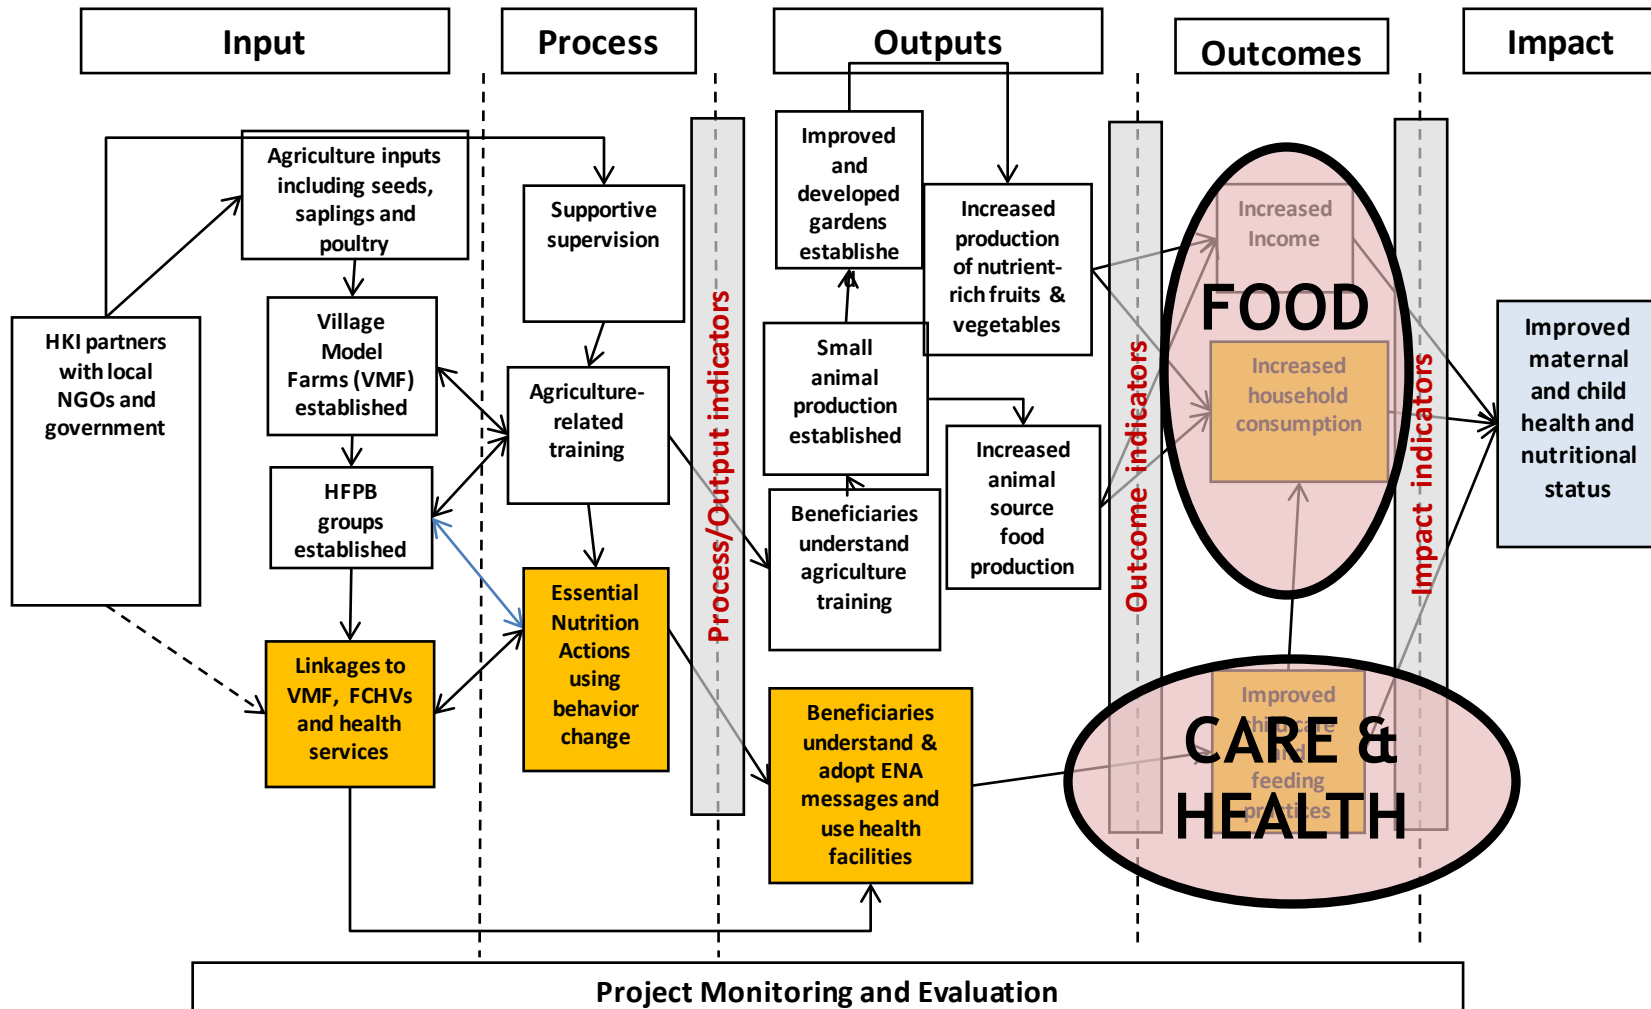 Input
Process
Outputs
Outcomes
Impact
HKI partners
with local
NGOs and
government
Agriculture inputs
including seeds,
saplings and
poultry
Village
Model
Farms (VMF)
established
HFPB
groups
established
Linkages to
VMF, FCHVs
and health
services
Supportive
supervision
Agriculture-
related
training
Essential
Nutrition
Actions
using
behavior
change
Process/Output indicators
Improved
and
developed
gardens
establishe
d
Increased
production
of nutrient-
rich fruits &
vegetables
Small
animal
production
established
Increased
animal
source
food
production
Beneficiaries
understand
agriculture
training
Beneficiaries
understand &
adopt ENA
messages and
use health
facilities
Outcome indicators
Increased
Income
FOOD
Increased
household
consumption
Improved
child care
and
feeding
practices
CARE &
HEALTH
Impact indicators
Improved
maternal
and child
health and
nutritional
status
Project Monitoring and Evaluation